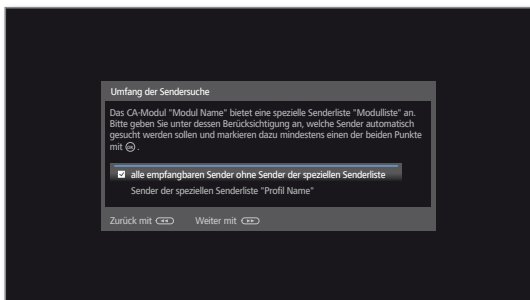 Umfang der Sendersuche
Das CA-Modul "Modul Name" bietet eine spezielle Senderliste "Modulliste" an.
Bitte geben Sie unter dessen Berücksichtigung an, welche Sender automatisch
gesucht werden sollen und markieren dazu mindestens einen der beiden Punkte
mit OK .
alle empfangbaren Sender ohne Sender der speziellen Senderliste
Sender der speziellen Senderliste "Profil Name"
Zurück mit Weiter mit